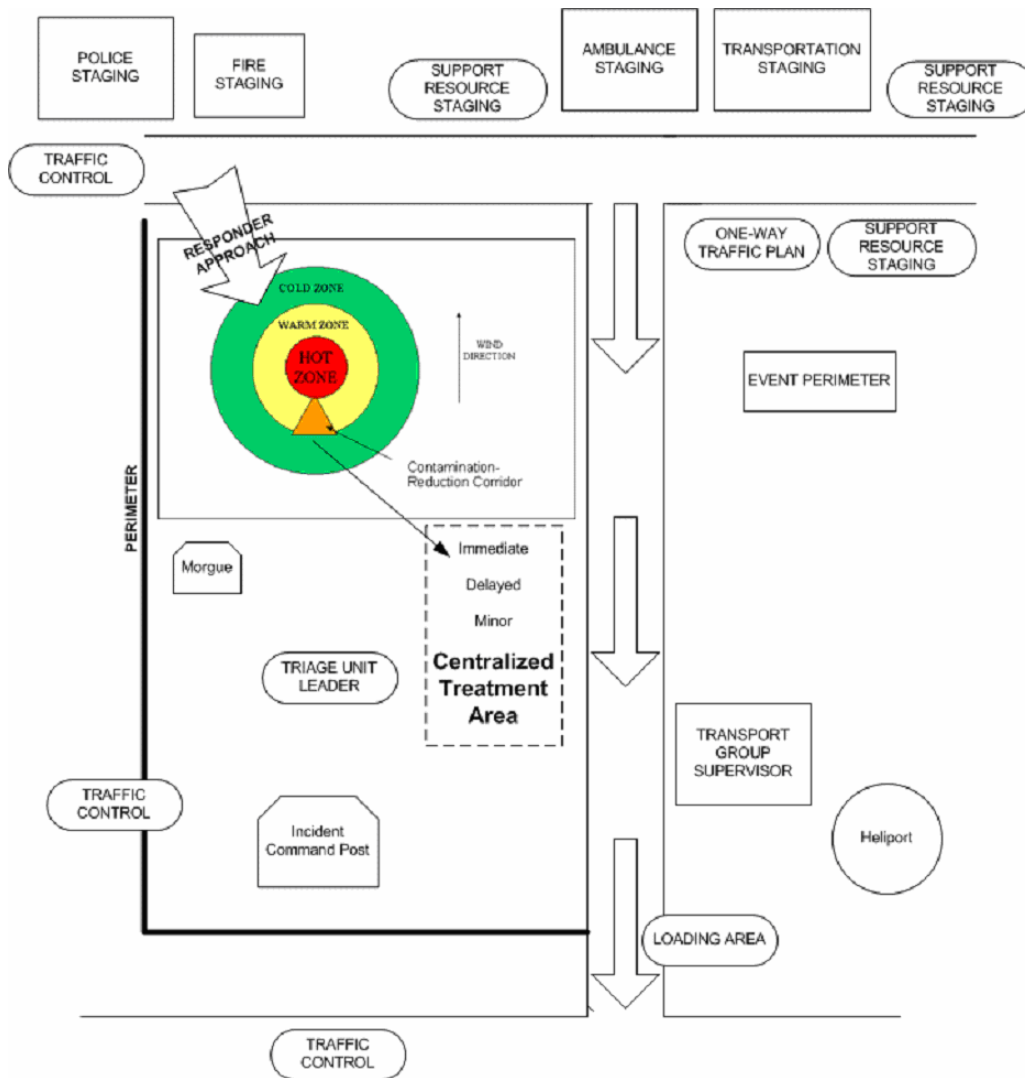 POLICE
STAGING
FIRE
STAGING
SUPPORT
RESOURCE
STAGING
AMBULANCE
STAGING
TRANSPORTATION
STAGING
SUPPORT
RESOURCE
STAGING
TRAFFIC
CONTROL
RESPONDER
APPROACH
ONE-WAY
TRAFFIC PLAN
SUPPORT
RESOURCE
STAGING
COLD ZONE
WARM ZONE
HOT
ZONE
WIND
DIRECTION
EVENT PERIMETER
Contamination-
Reduction Corridor
PERIMETER
Morgue
Immediate
Delayed
Minor
Centralized
Treatment
Area
TRIAGE UNIT
LEADER
TRANSPORT
GROUP
SUPERVISOR
TRAFFIC
CONTROL
Incident
Command Post
Heliport
LOADING AREA
TRAFFIC
CONTROL